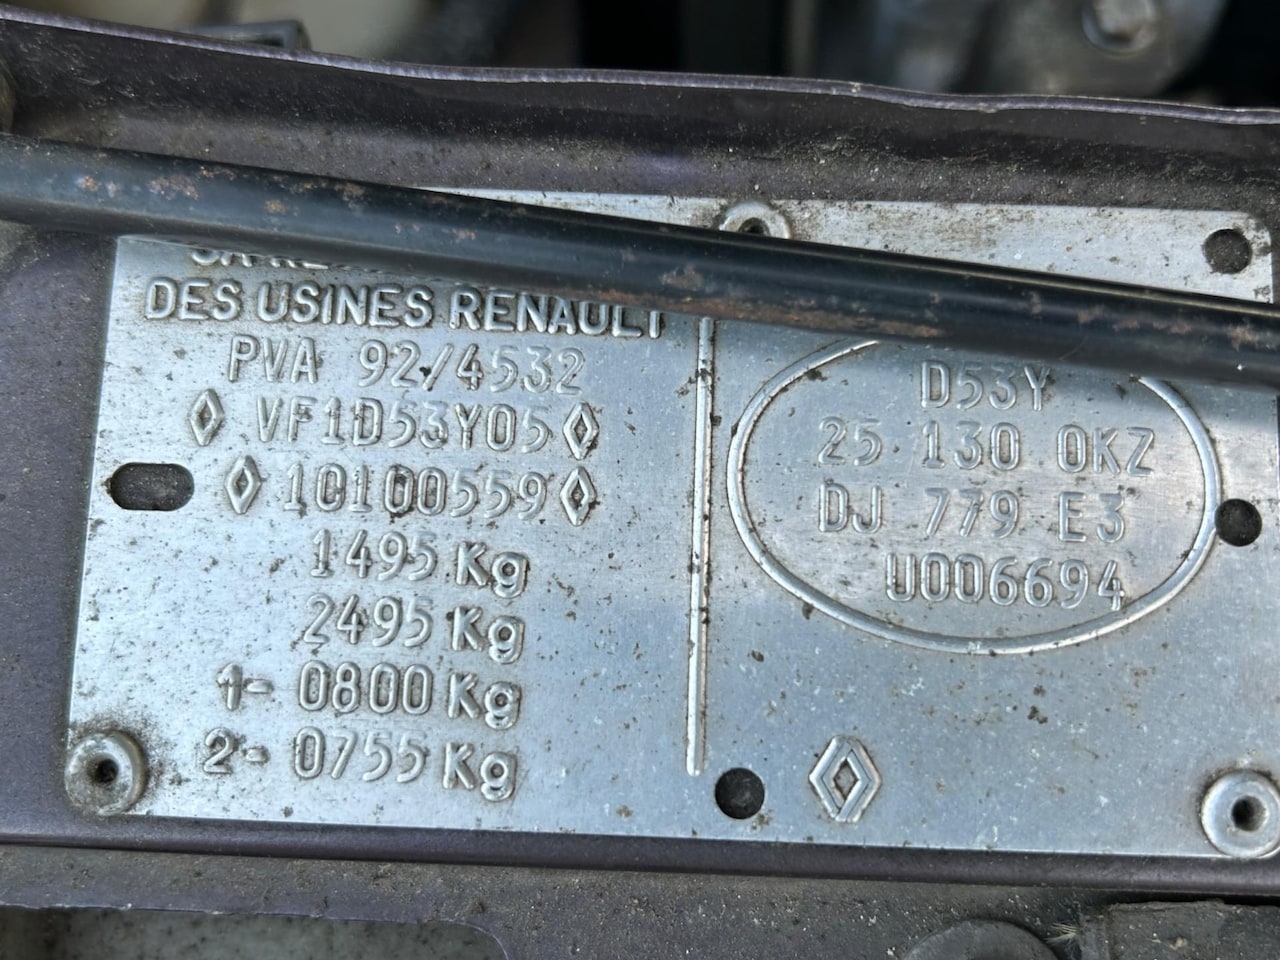 DES USINES RENAULT
PVA 92/4532
VF1D53Y05
10100559
1495 Kg
2495 Kg
1- 0800 Kg
2- 0755 Kg
D53Y
25 130 0KZ
DJ 779 E3
U006694